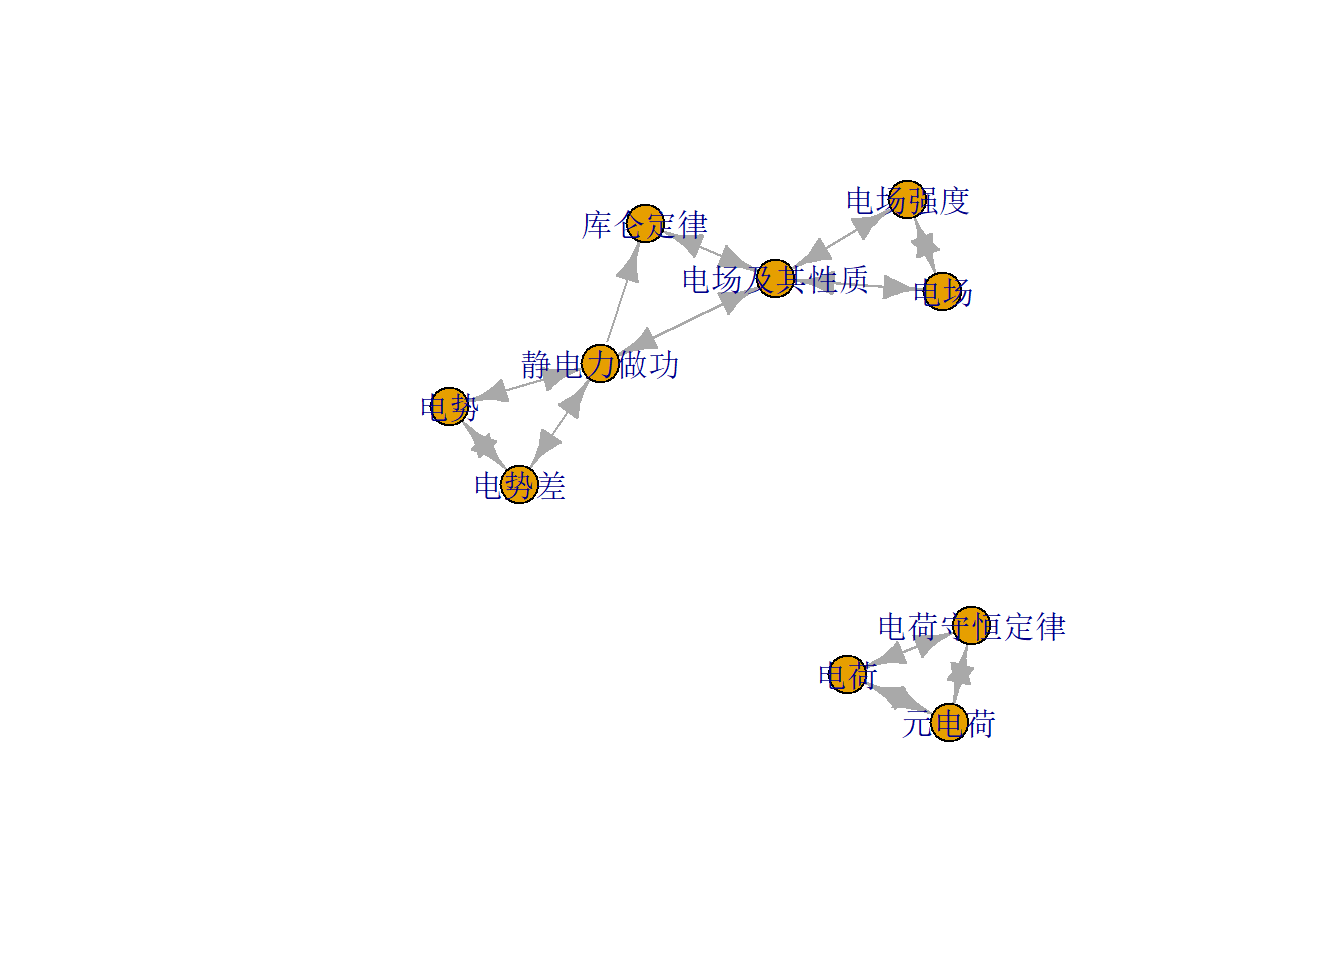 电场强度
库仑定律
电场及其性质
电场
静电力做功
电势
电势差
电荷守恒定律
电荷
元电荷